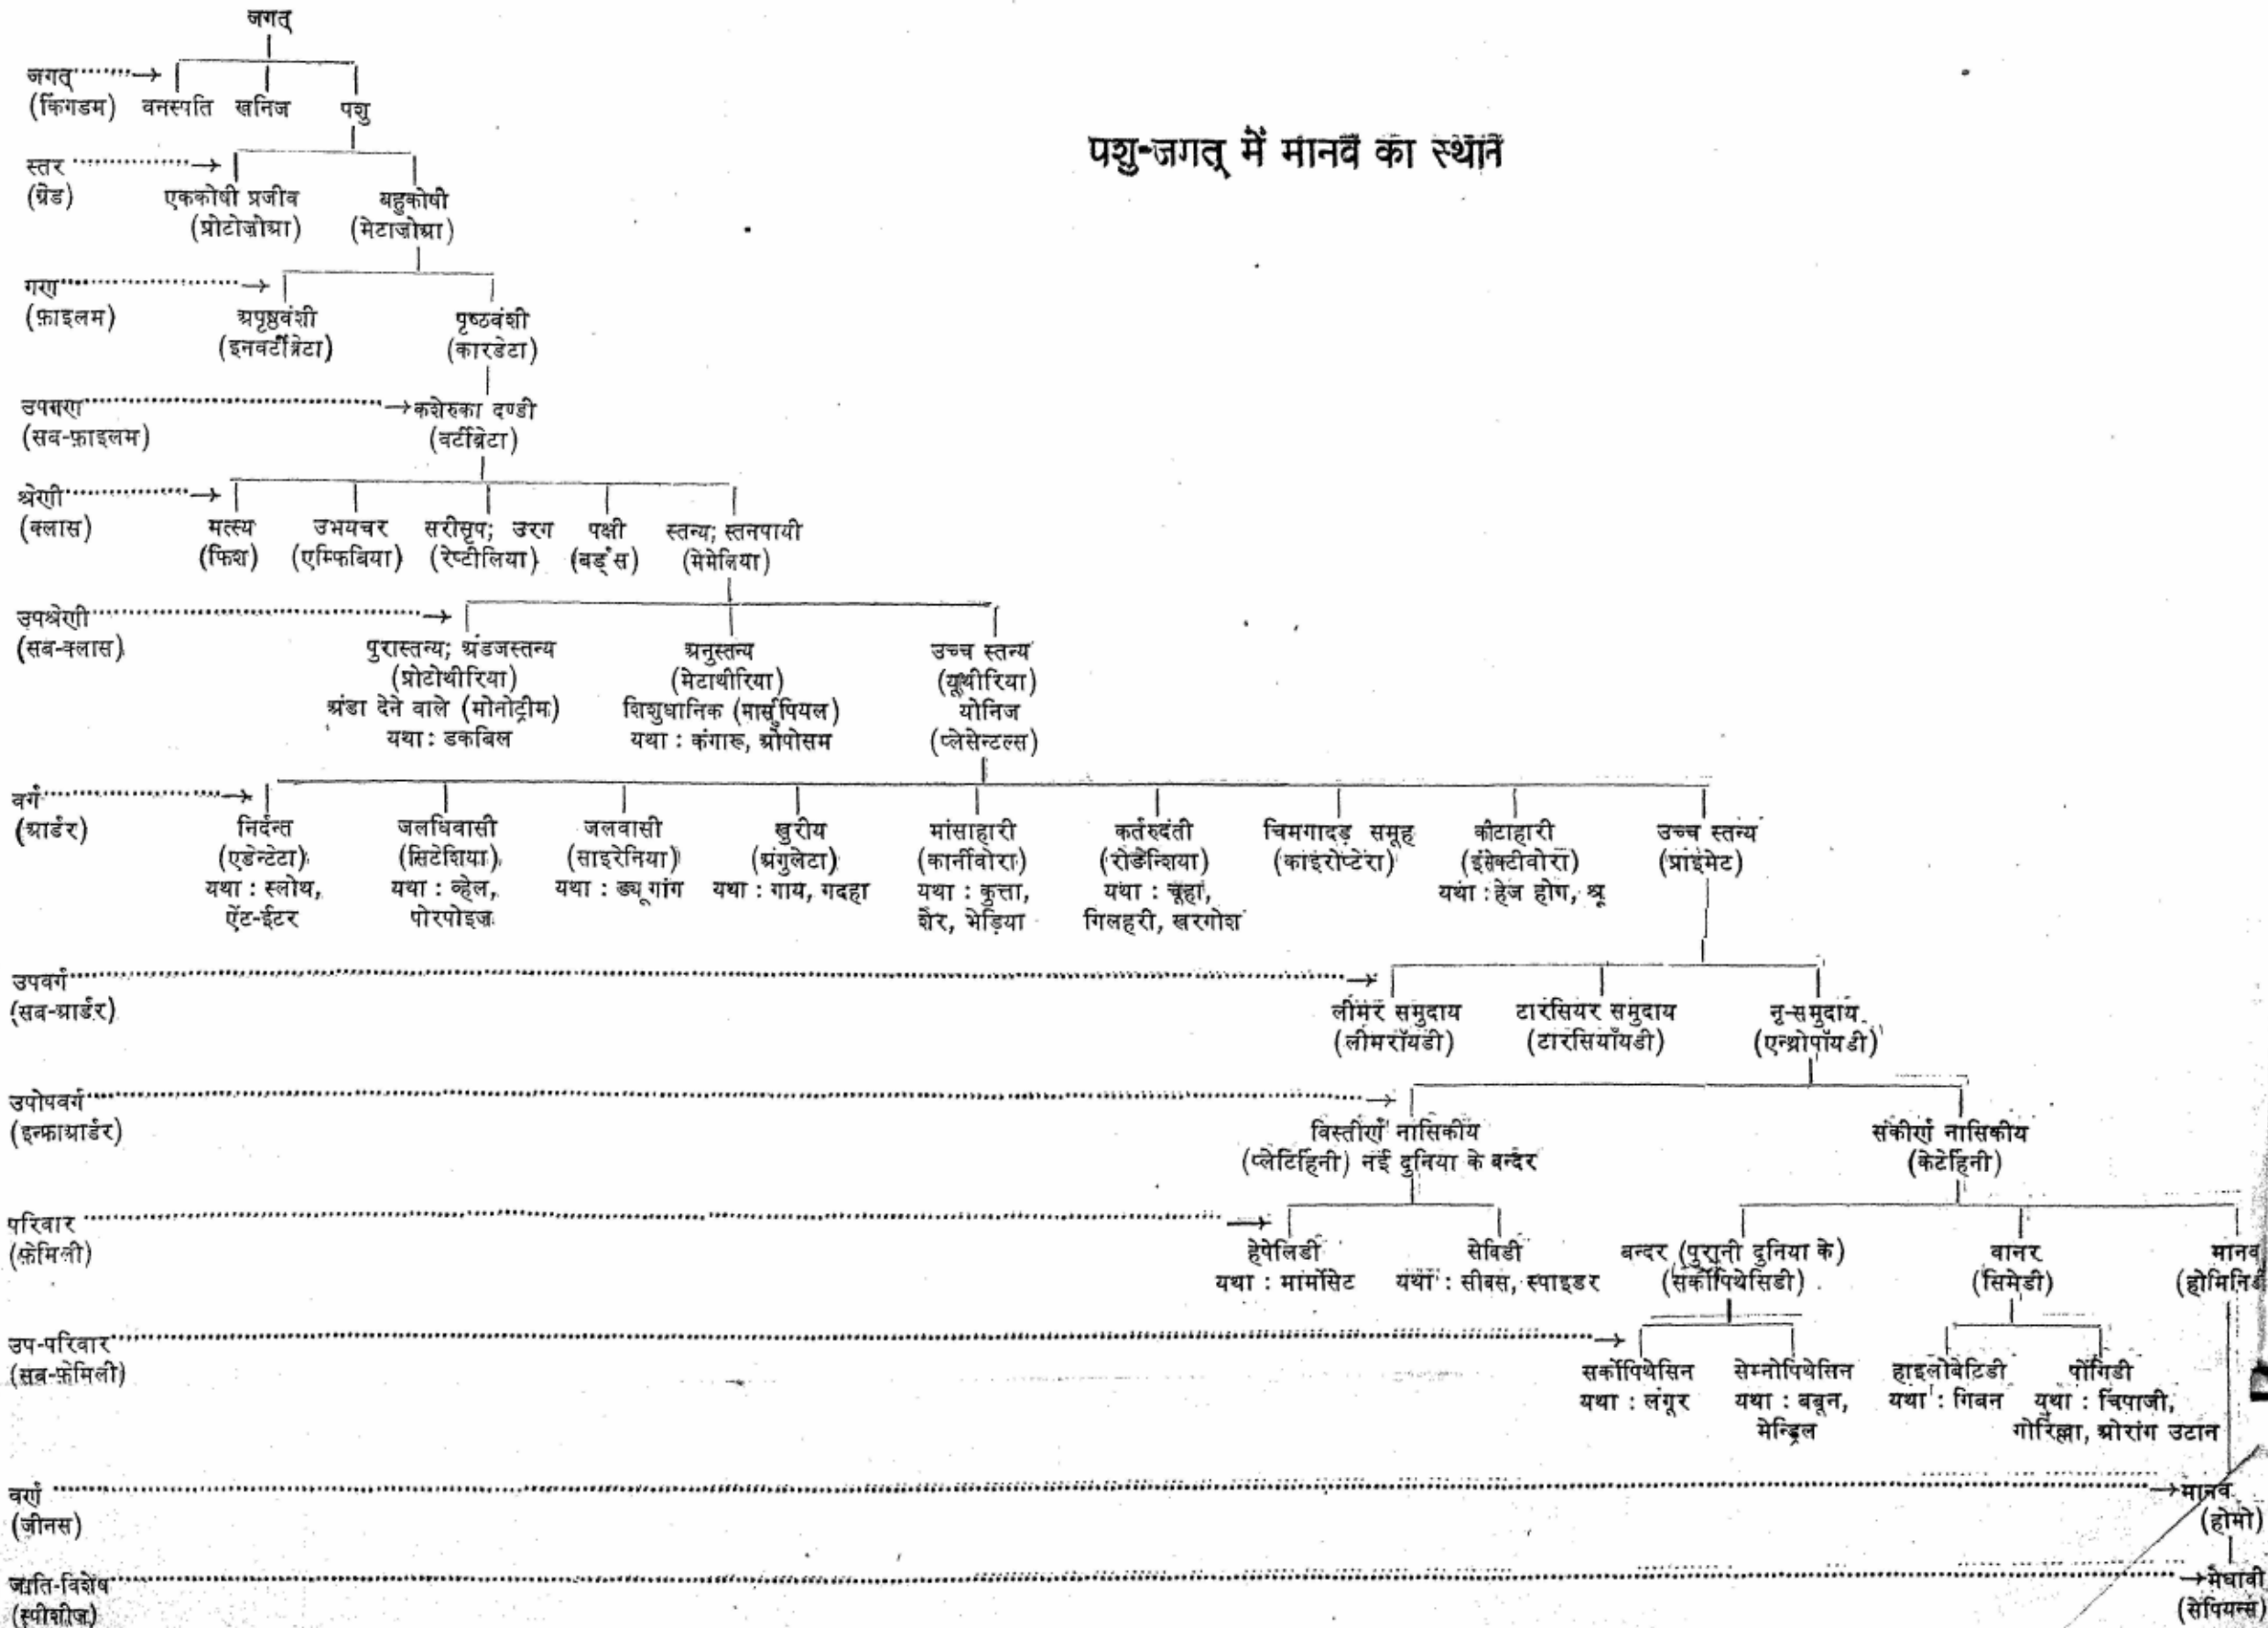 जगत्
जगत्
(किंगडम) वनस्पति खनिज पशु
पशु-जगत् में मानव का स्थान
स्तर
(ग्रेड) एककोषी प्रजीव बहुकोषी
(प्रोटोज़ोआ) (मेटाज़ोआ)
गण
(फ़ाइलम) अपृष्ठवंशी पृष्ठवंशी
(इनवर्टीब्रेटा) (कारडेटा)
उपगण कशेरुका दण्डी
(सब-फ़ाइलम) (वर्टीब्रेटा)
श्रेणी
(क्लास) मत्स्य उभयचर सरीसृप; उरग पक्षी स्तन्य; स्तनपायी
(फिश) (एम्फिबिया) (रेप्टीलिया) (बर्ड्स) (मेमेलिया)
उपश्रेणी
(सब-क्लास) पुरास्तन्य; अंडजस्तन्य अनुस्तन्य उच्च स्तन्य
(प्रोटोथीरिया) (मेटाथीरिया) (यूथीरिया)
अंडा देने वाले (मोनोट्रीम) शिशुधानिक (मार्सुपियल) योनिज
यथा : डकबिल यथा : कंगारू, ओपोसम (प्लेसेन्टल्स)
वर्ग
(आर्डर) निर्दन्त जलधिवासी जलवासी खुरीय मांसाहारी कर्तरुदंती चिमगादड़ समूह कीटाहारी उच्च स्तन्य
(एडेन्टेटा) (सिटेशिया) (साइरेनिया) (अंगुलेटा) (कार्नीवोरा) (रोडेन्शिया) (काइरोप्टेरा) (इंसेक्टीवोरा) (प्राइमेट)
यथा : स्लोथ, यथा : व्हेल, यथा : ड्यूगांग यथा : गाय, गदहा यथा : कुत्ता, यथा : चूहा, यथा : हेज होग, श्रू
ऐंट-ईटर पोरपोइज़ शेर, भेड़िया गिलहरी, खरगोश
उपवर्ग
(सब-आर्डर) लीमर समुदाय टारसियर समुदाय नृ-समुदाय
(लीमरॉयडी) (टारसियॉयडी) (एन्थ्रोपॉयडी)
उपोपवर्ग
(इन्फ्राआर्डर) विस्तीर्ण नासिकीय संकीर्ण नासिकीय
(प्लेटिर्हिनी) नई दुनिया के बन्दर (केटेर्हिनी)
परिवार
(फ़ेमिली) हेपेलिडी सेबिडी बन्दर (पुरानी दुनिया के) वानर मानव
यथा : मार्मोसेट यथा : सीबस, स्पाइडर (सर्कोपिथेसिडी) (सिमेडी) (होमिनिड
उप-परिवार
(सब-फ़ेमिली) सर्कोपिथेसिन सेम्नोपिथेसिन हाइलोबेटिडी पोंगिडी
यथा : लंगूर यथा : बबून, यथा : गिबन यथा : चिंपाजी,
मेन्ड्रिल गोरिल्ला, ओरांग उटान
वर्ण मानव
(जीनस) (होमो)
जाति-विशेष मेधावी
(स्पीशीज़) (सेपियन्स)